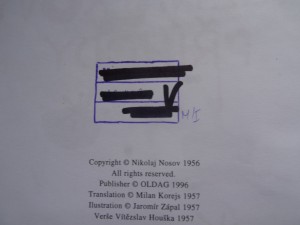 Copyright © Nikolaj Nosov 1956
All rights reserved.
Publisher © OLDAG 1996
Translation © Milan Korejs 1957
Ilustration © Jaromír Zápal 1957
Verše Vítězslav Houška 1957